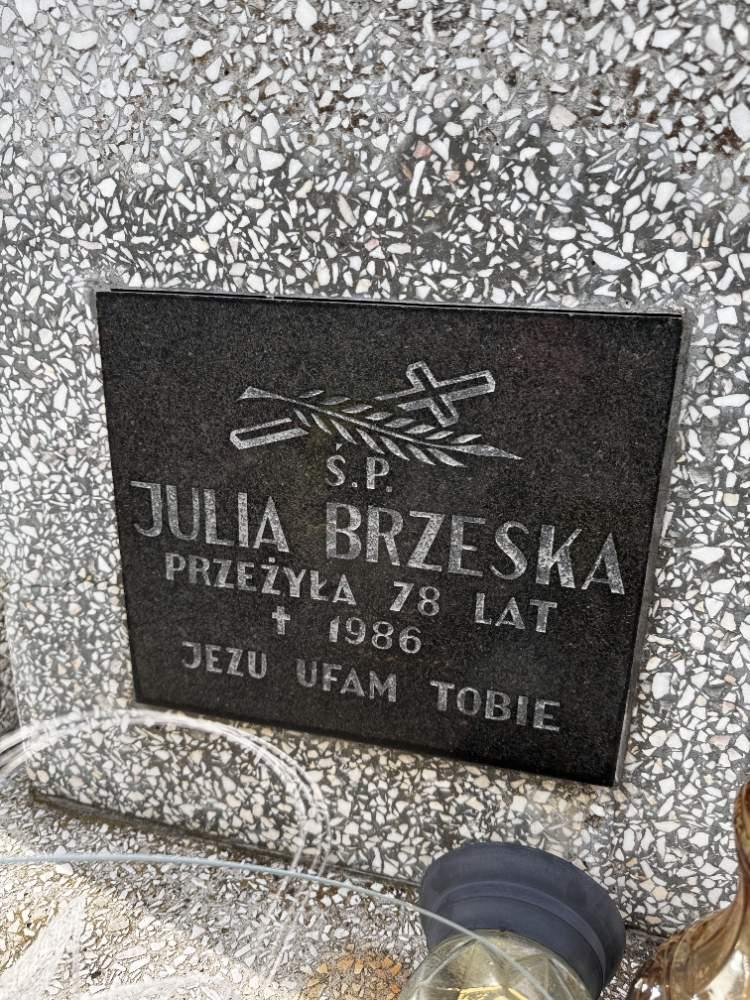 Ś.P.
JULIA BRZESKA
PRZEŻYŁA 78 LAT
✝ 1986
JEZU UFAM TOBIE